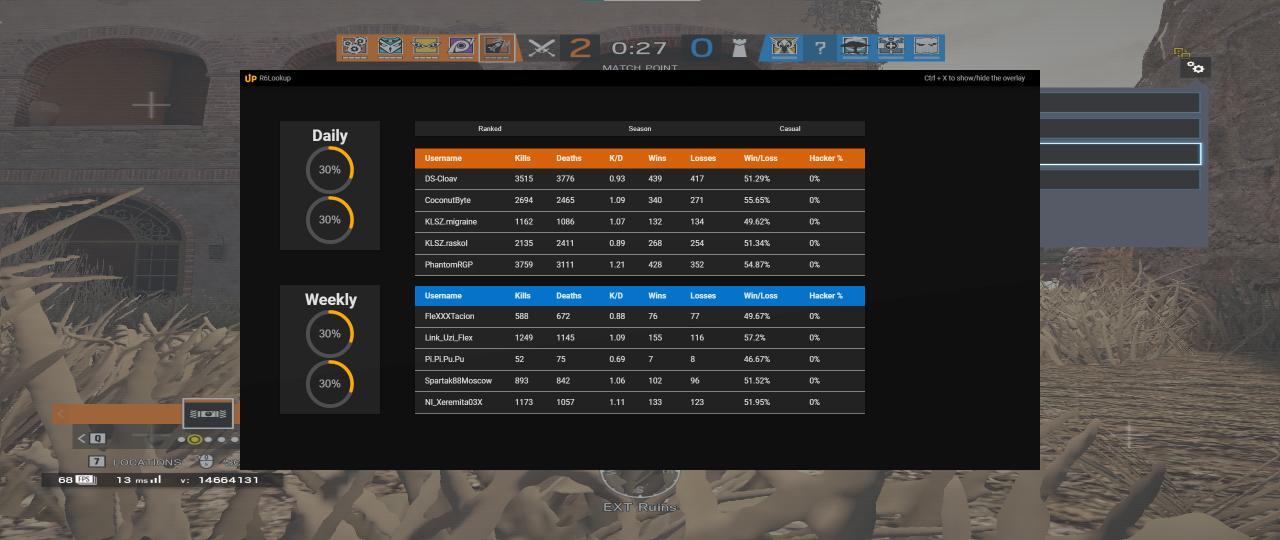 2 0:27 0
MATCH POINT
UP R6Lookup Ctrl + X to show/hide the overlay
Daily
30%
30%
Weekly
30%
30%
Ranked Season Casual
Username Kills Deaths K/D Wins Losses Win/Loss Hacker %
DS-Cloav 3515 3776 0.93 439 417 51.29% 0%
CoconutByte 2694 2465 1.09 340 271 55.65% 0%
KLSZ.migraine 1162 1086 1.07 132 134 49.62% 0%
KLSZ.raskol 2135 2411 0.89 268 254 51.34% 0%
PhantomRGP 3759 3111 1.21 428 352 54.87% 0%
Username Kills Deaths K/D Wins Losses Win/Loss Hacker %
FleXXXTacion 588 672 0.88 76 77 49.67% 0%
Link_Uzi_Flex 1249 1145 1.09 155 116 57.2% 0%
Pi.Pi.Pu.Pu 52 75 0.69 7 8 46.67% 0%
Spartak88Moscow 893 842 1.06 102 96 51.52% 0%
NI_Xeremita03X 1173 1057 1.11 133 123 51.95% 0%
Q
7 LOCATIONS
68 FPS 13 ms v: 14664131
S
EXT Ruins